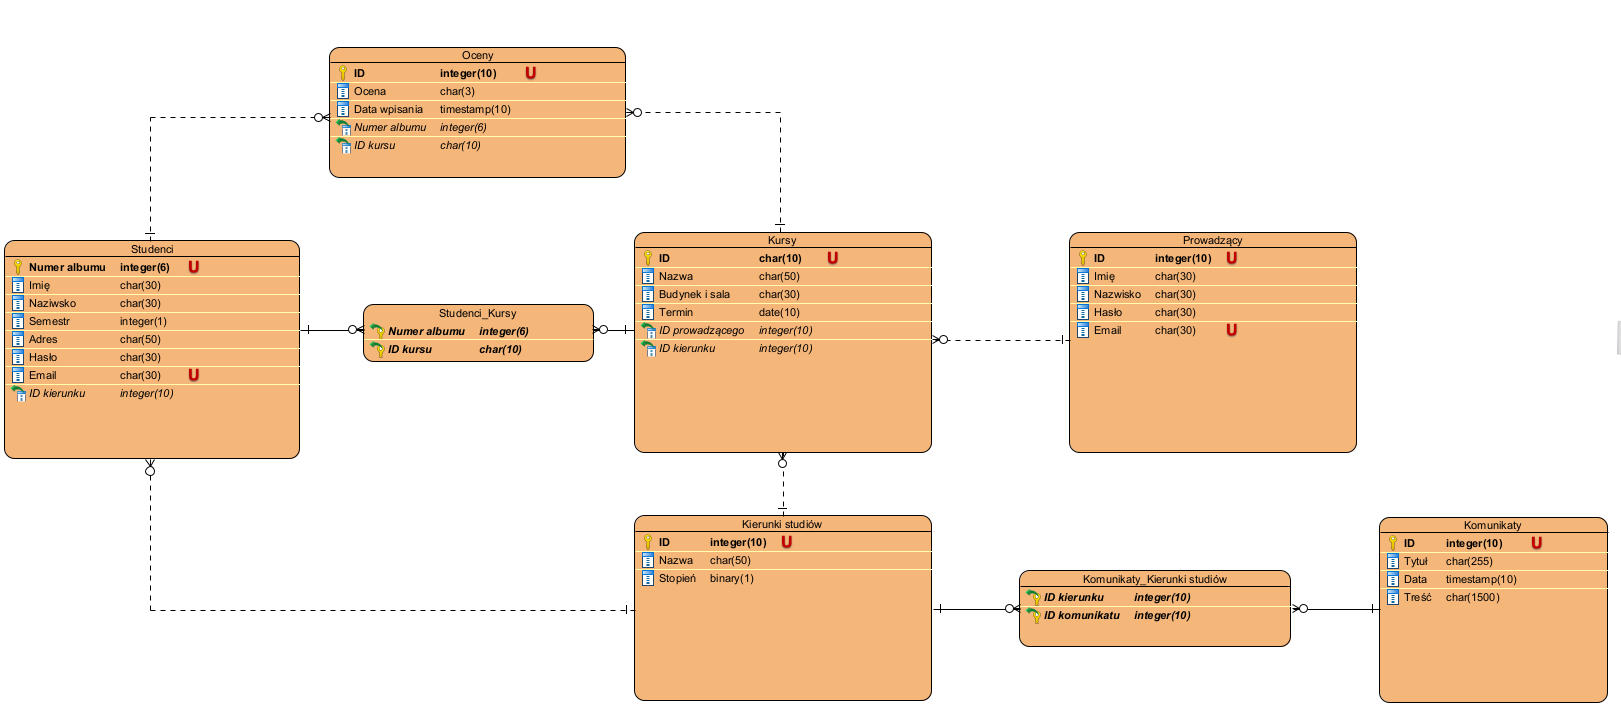 Oceny
ID integer(10) U
Ocena char(3)
Data wpisania timestamp(10)
Numer albumu integer(6)
ID kursu char(10)
Studenci
Numer albumu integer(6) U
Imię char(30)
Naziwsko char(30)
Semestr integer(1)
Adres char(50)
Hasło char(30)
Email char(30) U
ID kierunku integer(10)
Studenci_Kursy
Numer albumu integer(6)
ID kursu char(10)
Kursy
ID char(10) U
Nazwa char(50)
Budynek i sala char(30)
Termin date(10)
ID prowadzącego integer(10)
ID kierunku integer(10)
Prowadzący
ID integer(10) U
Imię char(30)
Nazwisko char(30)
Hasło char(30)
Email char(30) U
Kierunki studiów
ID integer(10) U
Nazwa char(50)
Stopień binary(1)
Komunikaty_Kierunki studiów
ID kierunku integer(10)
ID komunikatu integer(10)
Komunikaty
ID integer(10) U
Tytuł char(255)
Data timestamp(10)
Treść char(1500)